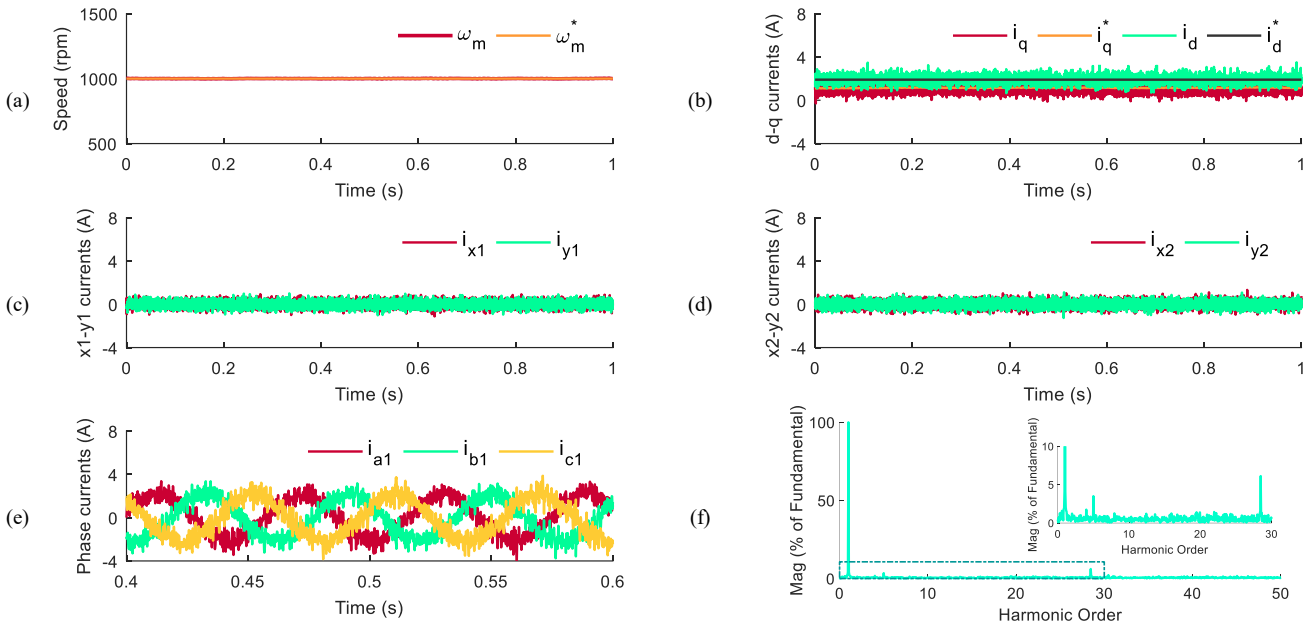 (a)
Speed (rpm)
1500
1000
500
ω_m
ω_m^*
0 0.2 0.4 0.6 0.8 1
Time (s)
(b)
d-q currents (A)
8
4
0
-4
i_q
i_q^*
i_d
i_d^*
0 0.2 0.4 0.6 0.8 1
Time (s)
(c)
x1-y1 currents (A)
8
4
0
-4
i_x1
i_y1
0 0.2 0.4 0.6 0.8 1
Time (s)
(d)
x2-y2 currents (A)
8
4
0
-4
i_x2
i_y2
0 0.2 0.4 0.6 0.8 1
Time (s)
(e)
Phase currents (A)
8
4
0
-4
i_a1
i_b1
i_c1
0.4 0.45 0.5 0.55 0.6
Time (s)
(f)
Mag (% of Fundamental)
100
50
0
0 10 20 30 40 50
Harmonic Order
Mag (% of Fundamental)
10
5
0
0 10 20 30
Harmonic Order